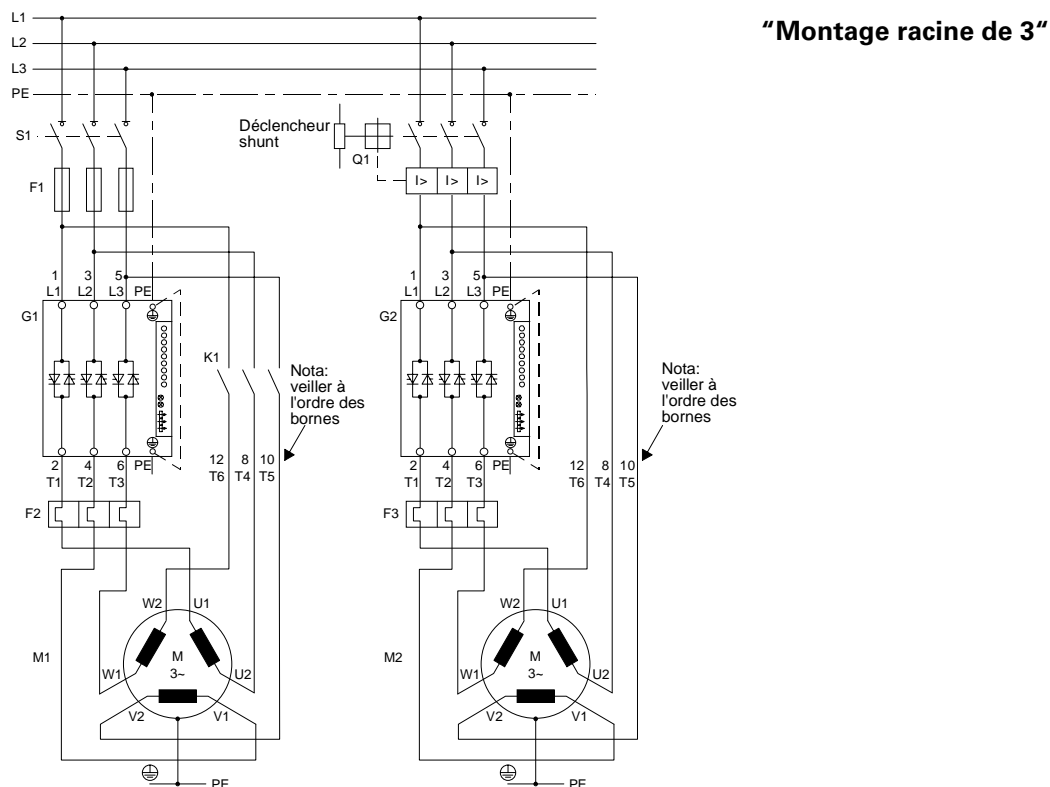 “Montage racine de 3“
L1
L2
L3
PE
S1
Déclencheur
shunt
Q1
F1
I> I> I>
1 3 5
L1 L2 L3 PE
G1
K1
Nota:
veiller à
l'ordre des
bornes
2 4 6 PE
T1 T2 T3
12 8 10
T6 T4 T5
F2
W2 U1
M1
M
3~
W1 U2
V2 V1
PE
1 3 5
L1 L2 L3 PE
G2
Nota:
veiller à
l'ordre des
bornes
2 4 6 PE
T1 T2 T3
12 8 10
T6 T4 T5
F3
W2 U1
M2
M
3~
W1 U2
V2 V1
PE